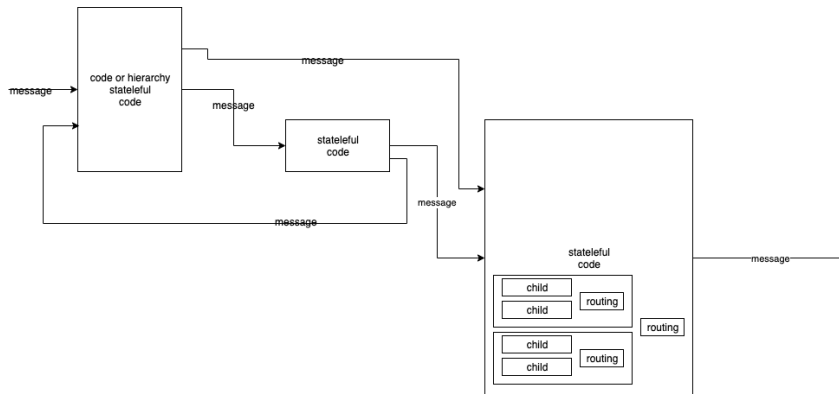 message
code or hierarchy
stateleful
code
message
message
stateleful
code
message
message
stateleful
code
message
child
child
routing
routing
child
child
routing